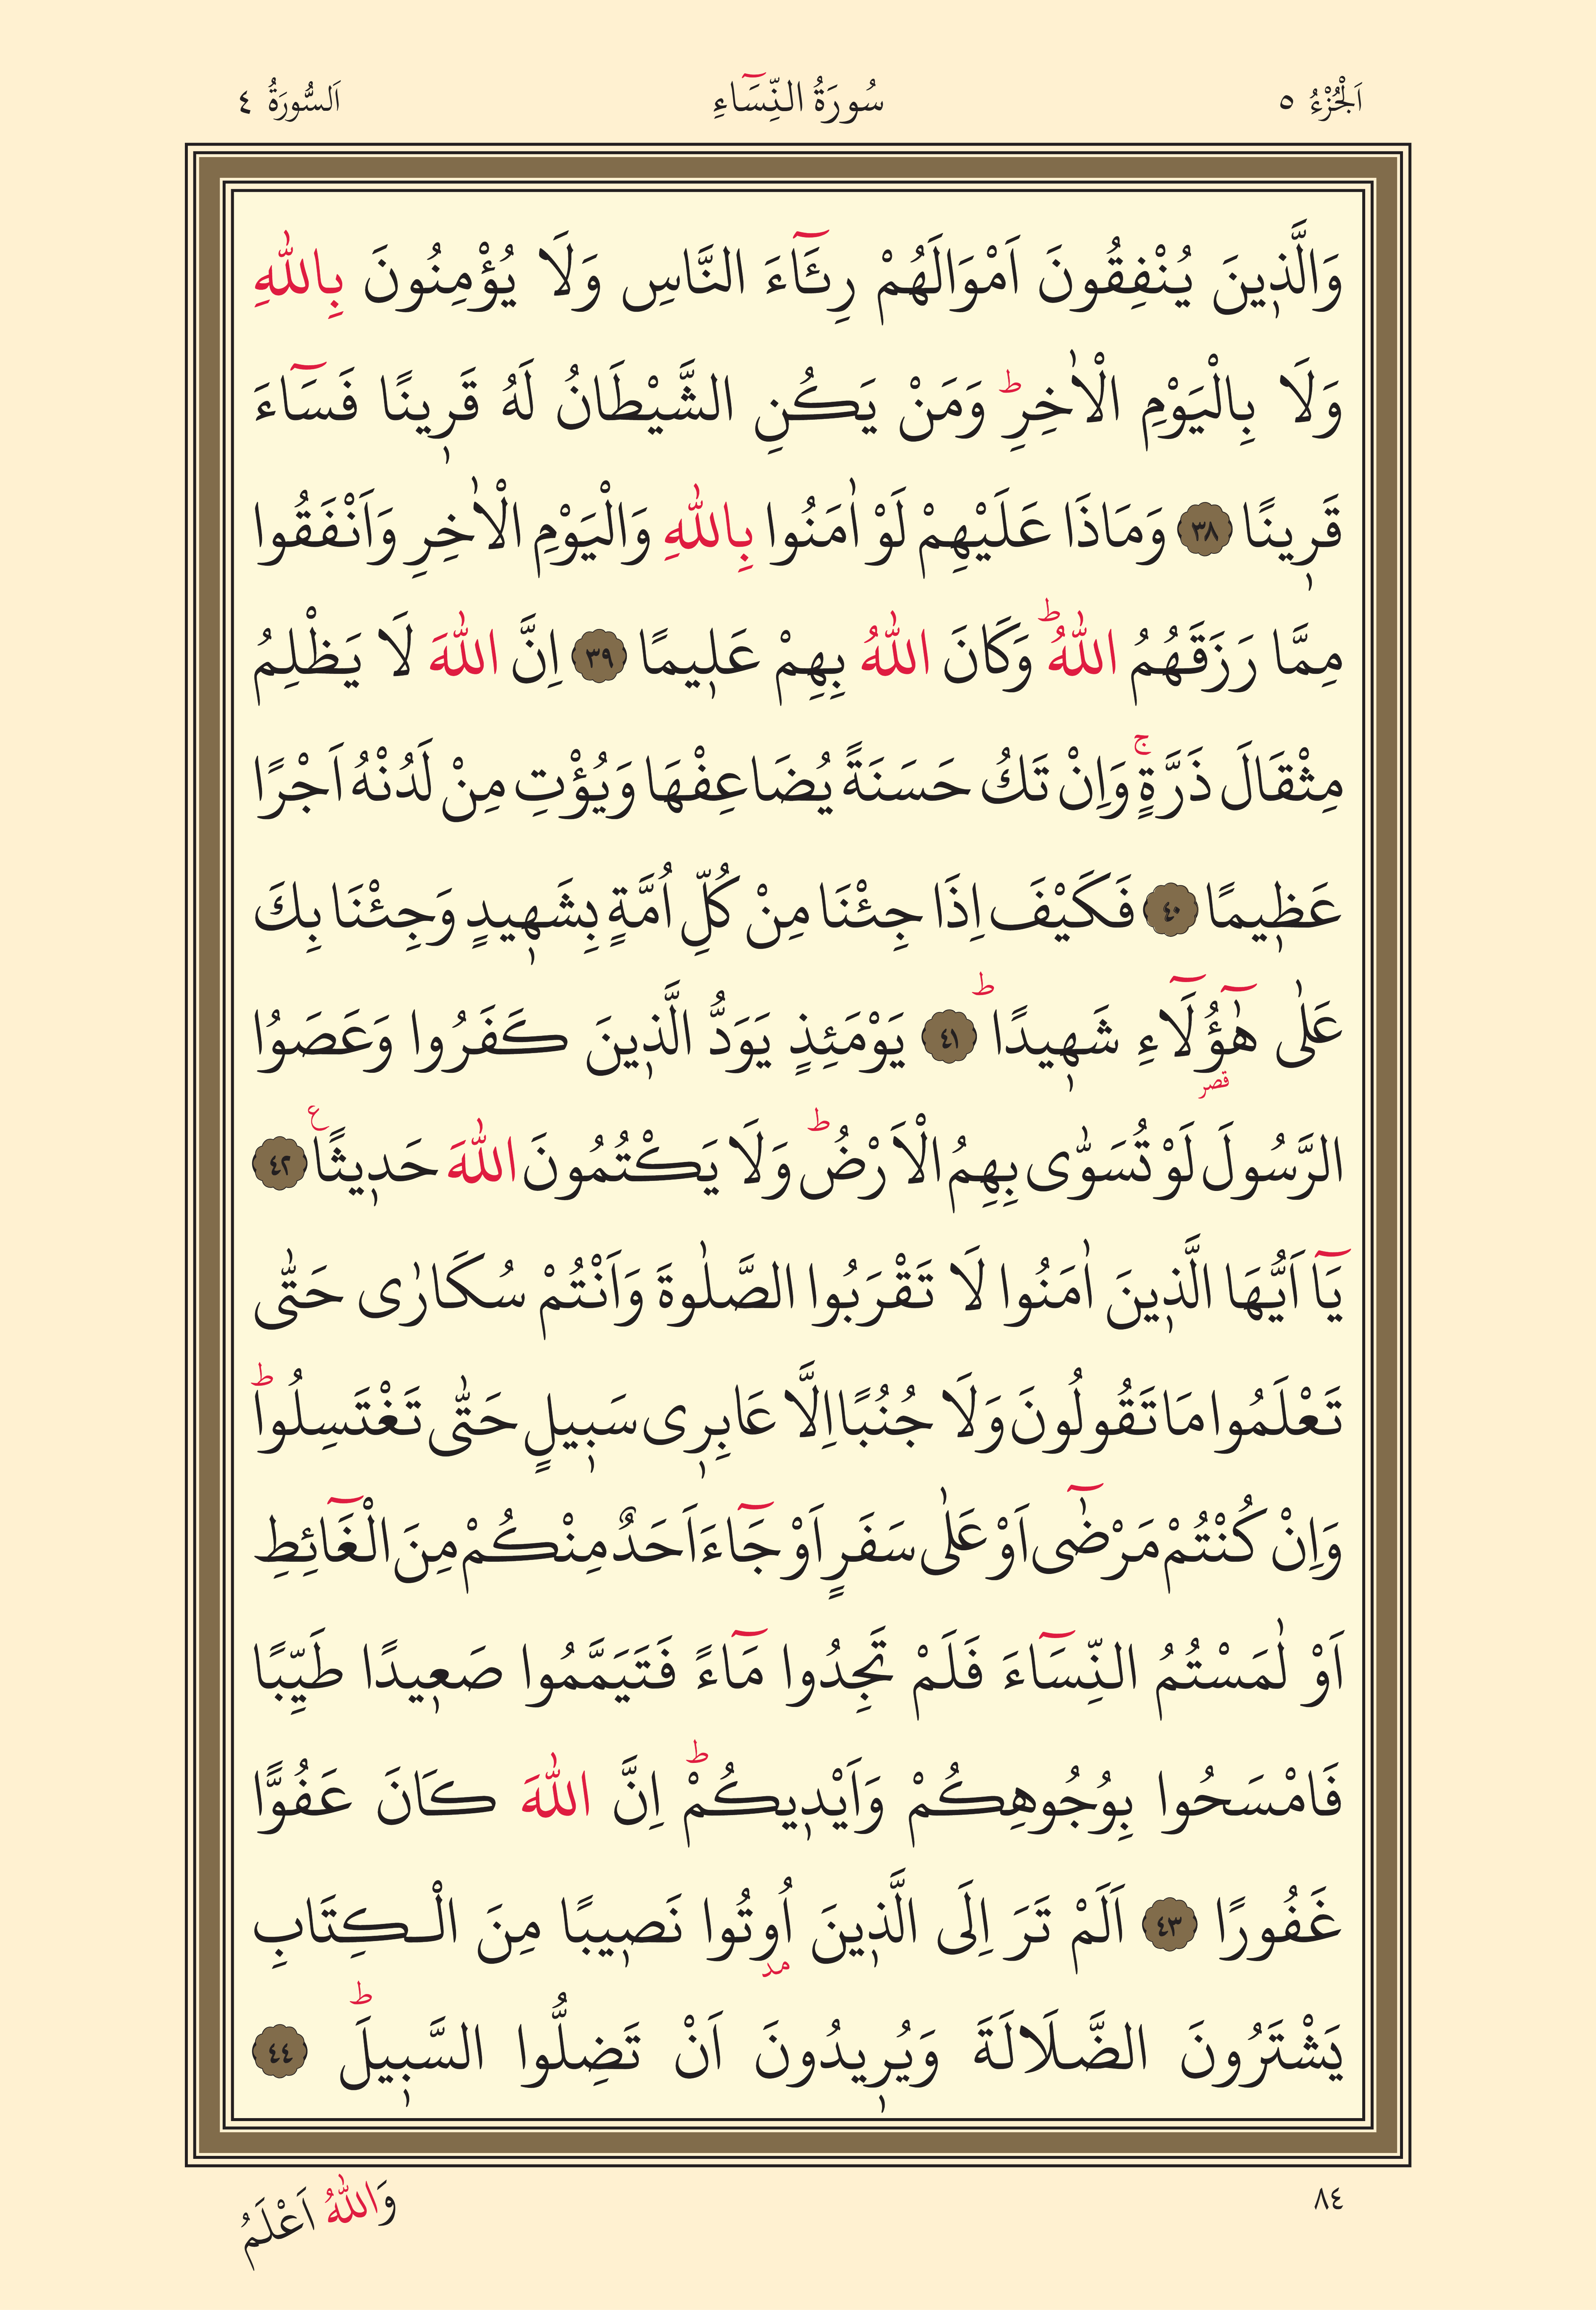 اَلْجُزْءُ ٥ سُورَةُ النِّسَٓاءِ اَلسُّورَةُ ٤
وَالَّذ۪ينَ يُنْفِقُونَ اَمْوَالَهُمْ رِئَٓاءَ النَّاسِ وَلَا يُؤْمِنُونَ بِاللّٰهِ
وَلَا بِالْيَوْمِ الْاٰخِرِۜ وَمَنْ يَكُنِ الشَّيْطَانُ لَهُ قَر۪ينًا فَسَٓاءَ
قَر۪ينًا ﴿٣٨﴾ وَمَاذَا عَلَيْهِمْ لَوْ اٰمَنُوا بِاللّٰهِ وَالْيَوْمِ الْاٰخِرِ وَاَنْفَقُوا
مِمَّا رَزَقَهُمُ اللّٰهُۜ وَكَانَ اللّٰهُ بِهِمْ عَل۪يمًا ﴿٣٩﴾ اِنَّ اللّٰهَ لَا يَظْلِمُ
مِثْقَالَ ذَرَّةٍۚ وَاِنْ تَكُ حَسَنَةً يُضَاعِفْهَا وَيُؤْتِ مِنْ لَدُنْهُ اَجْرًا
عَظ۪يمًا ﴿٤٠﴾ فَكَيْفَ اِذَا جِئْنَا مِنْ كُلِّ اُمَّةٍ بِشَه۪يدٍ وَجِئْنَا بِكَ
عَلٰى هٰٓؤُ۬لَٓاءِ شَه۪يدًاۜ ﴿٤١﴾ يَوْمَئِذٍ يَوَدُّ الَّذ۪ينَ كَفَرُوا وَعَصَوُا
قصر
الرَّسُولَ لَوْ تُسَوّٰى بِهِمُ الْاَرْضُۜ وَلَا يَكْتُمُونَ اللّٰهَ حَد۪يثًاع ﴿٤٢﴾
يَٓا اَيُّهَا الَّذ۪ينَ اٰمَنُوا لَا تَقْرَبُوا الصَّلٰوةَ وَاَنْتُمْ سُكَارٰى حَتّٰى
تَعْلَمُوا مَا تَقُولُونَ وَلَا جُنُبًا اِلَّا عَابِر۪ى سَب۪يلٍ حَتّٰى تَغْتَسِلُواۜ
وَاِنْ كُنْتُمْ مَرْضٰٓى اَوْ عَلٰى سَفَرٍ اَوْ جَٓاءَ اَحَدٌ مِنْكُمْ مِنَ الْغَٓائِطِ
اَوْ لٰمَسْتُمُ النِّسَٓاءَ فَلَمْ تَجِدُوا مَٓاءً فَتَيَمَّمُوا صَع۪يدًا طَيِّبًا
فَامْسَحُوا بِوُجُوهِكُمْ وَاَيْد۪يكُمْۜ اِنَّ اللّٰهَ كَانَ عَفُوًّا
غَفُورًا ﴿٤٣﴾ اَلَمْ تَرَ اِلَى الَّذ۪ينَ اُوتُوا نَص۪يبًا مِنَ الْكِتَابِ
مد
يَشْتَرُونَ الضَّلَالَةَ وَيُر۪يدُونَ اَنْ تَضِلُّوا السَّب۪يلَۜ ﴿٤٤﴾
٨٤
وَاللّٰهُ اَعْلَمُ